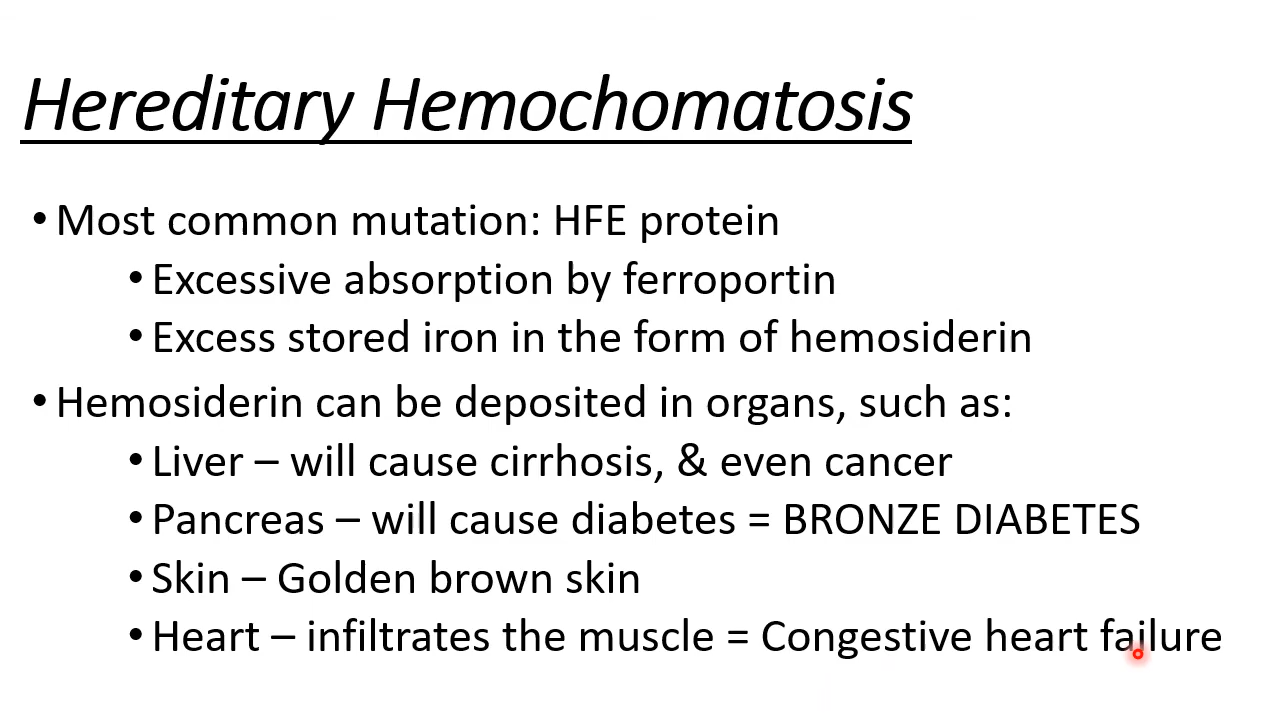 Hereditary Hemochomatosis
• Most common mutation: HFE protein
• Excessive absorption by ferroportin
• Excess stored iron in the form of hemosiderin
• Hemosiderin can be deposited in organs, such as:
• Liver – will cause cirrhosis, & even cancer
• Pancreas – will cause diabetes = BRONZE DIABETES
• Skin – Golden brown skin
• Heart – infiltrates the muscle = Congestive heart failure